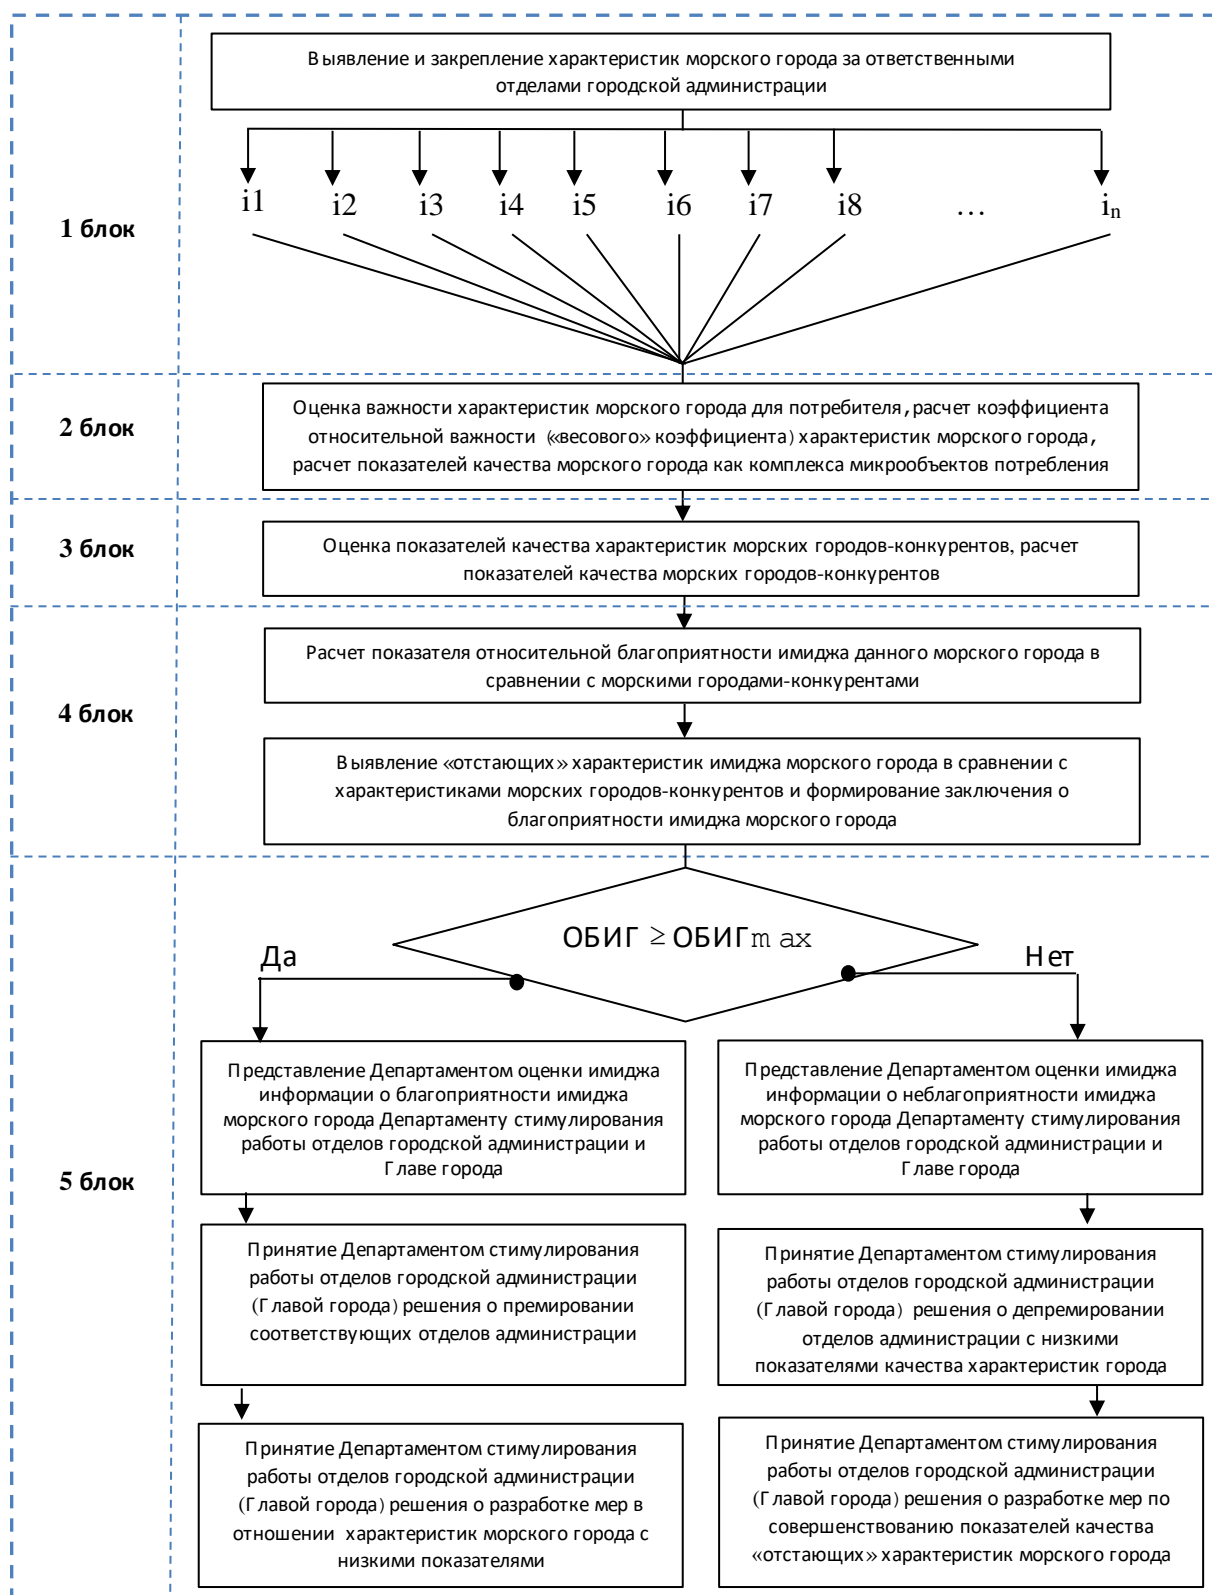 Выявление и закрепление характеристик морского города за ответственными
отделами городской администрации
1 блок
i1 i2 i3 i4 i5 i6 i7 i8 … in
2 блок
Оценка важности характеристик морского города для потребителя, расчет коэффициента
относительной важности («весового» коэффициента) характеристик морского города,
расчет показателей качества морского города как комплекса микрообъектов потребления
3 блок
Оценка показателей качества характеристик морских городов-конкурентов, расчет
показателей качества морских городов-конкурентов
4 блок
Расчет показателя относительной благоприятности имиджа данного морского города в
сравнении с морскими городами-конкурентами
Выявление «отстающих» характеристик имиджа морского города в сравнении с
характеристиками морских городов-конкурентов и формирование заключения о
благоприятности имиджа морского города
5 блок
ОБИГ ≥ ОБИГmax
Да
Нет
Представление Департаментом оценки имиджа
информации о благоприятности имиджа
морского города Департаменту стимулирования
работы отделов городской администрации и
Главе города
Принятие Департаментом стимулирования
работы отделов городской администрации
(Главой города) решения о премировании
соответствующих отделов администрации
Принятие Департаментом стимулирования
работы отделов городской администрации
(Главой города) решения о разработке мер в
отношении характеристик морского города с
низкими показателями
Представление Департаментом оценки имиджа
информации о неблагоприятности имиджа
морского города Департаменту стимулирования
работы отделов городской администрации и
Главе города
Принятие Департаментом стимулирования
работы отделов городской администрации
(Главой города) решения о депремировании
отделов администрации с низкими
показателями качества характеристик города
Принятие Департаментом стимулирования
работы отделов городской администрации
(Главой города) решения о разработке мер по
совершенствованию показателей качества
«отстающих» характеристик морского города